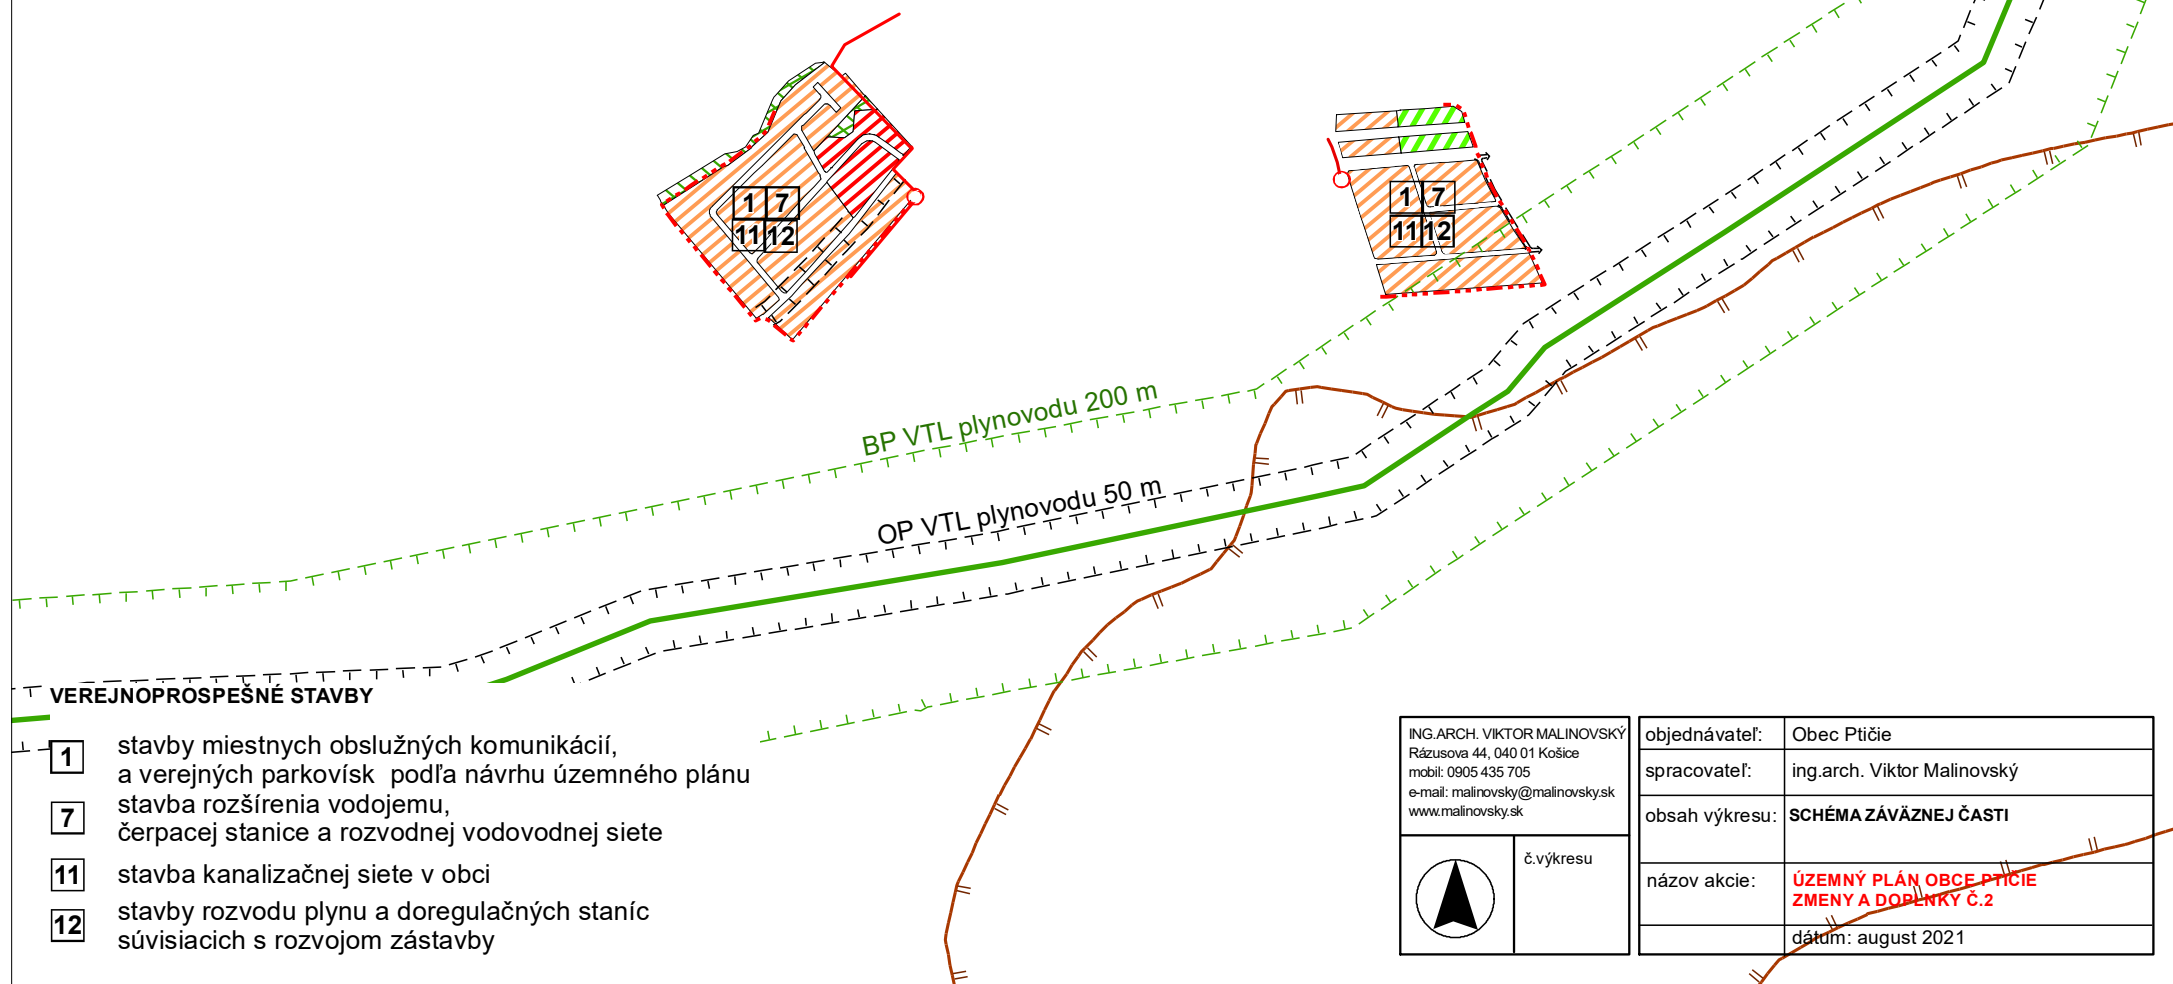 1 7
11 12
1 7
11 12
BP VTL plynovodu 200 m
OP VTL plynovodu 50 m
VEREJNOPROSPEŠNÉ STAVBY
1 stavby miestnych obslužných komunikácií,
a verejných parkovísk podľa návrhu územného plánu
7 stavba rozšírenia vodojemu,
čerpacej stanice a rozvodnej vodovodnej siete
11 stavba kanalizačnej siete v obci
12 stavby rozvodu plynu a doregulačných staníc
súvisiacich s rozvojom zástavby
ING.ARCH. VIKTOR MALINOVSKÝ
Rázusova 44, 040 01 Košice
mobil: 0905 435 705
e-mail: malinovsky@malinovsky.sk
www.malinovsky.sk
č.výkresu
objednávateľ: Obec Ptičie
spracovateľ: ing.arch. Viktor Malinovský
obsah výkresu: SCHÉMA ZÁVÄZNEJ ČASTI
názov akcie: ÚZEMNÝ PLÁN OBCE PTIČIE
ZMENY A DOPLNKY Č.2
dátum: august 2021